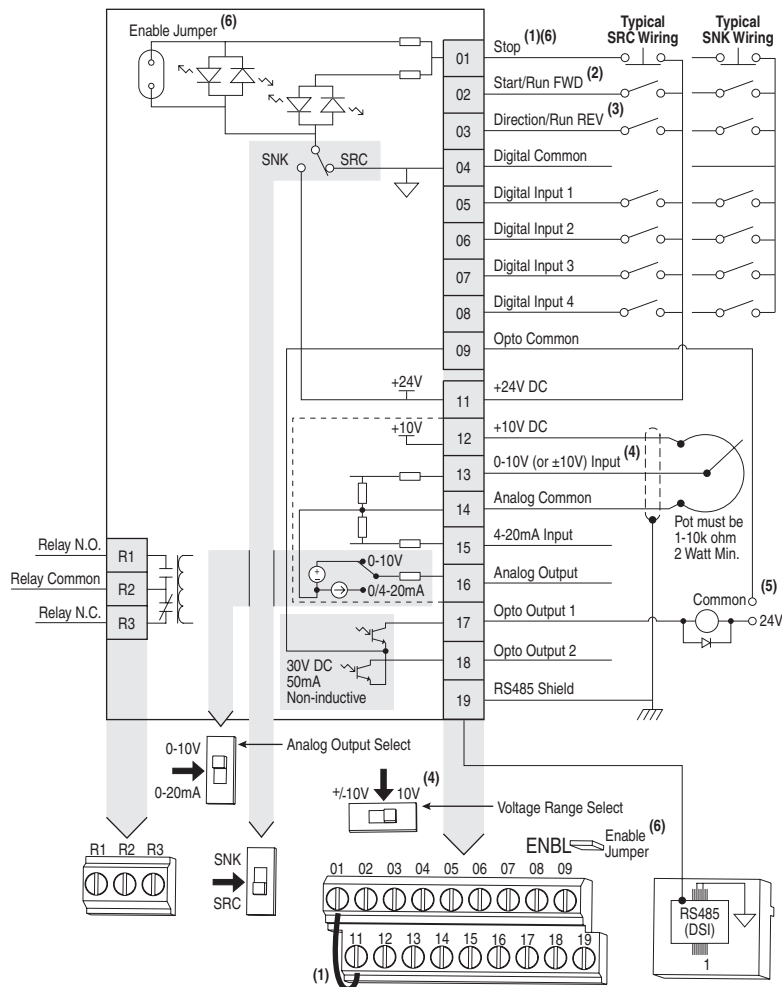 Enable Jumper (6)
Typical
SRC Wiring
Typical
SNK Wiring
01 Stop (1)(6)
02 Start/Run FWD (2)
03 Direction/Run REV (3)
SNK SRC
04 Digital Common
05 Digital Input 1
06 Digital Input 2
07 Digital Input 3
08 Digital Input 4
09 Opto Common
+24V 11 +24V DC
+10V 12 +10V DC
13 0-10V (or ±10V) Input (4)
14 Analog Common
Pot must be
1-10k ohm
2 Watt Min.
15 4-20mA Input
0-10V
0/4-20mA
16 Analog Output
Relay N.O. R1
Relay Common R2
Relay N.C. R3
17 Opto Output 1
Common (5)
24V
18 Opto Output 2
30V DC
50mA
Non-inductive
19 RS485 Shield
0-10V
0-20mA
Analog Output Select
+/-10V 10V (4)
Voltage Range Select
R1 R2 R3
SNK
SRC
ENBL Enable
Jumper (6)
01 02 03 04 05 06 07 08 09
11 12 13 14 15 16 17 18 19
(1)
RS485
(DSI)
1